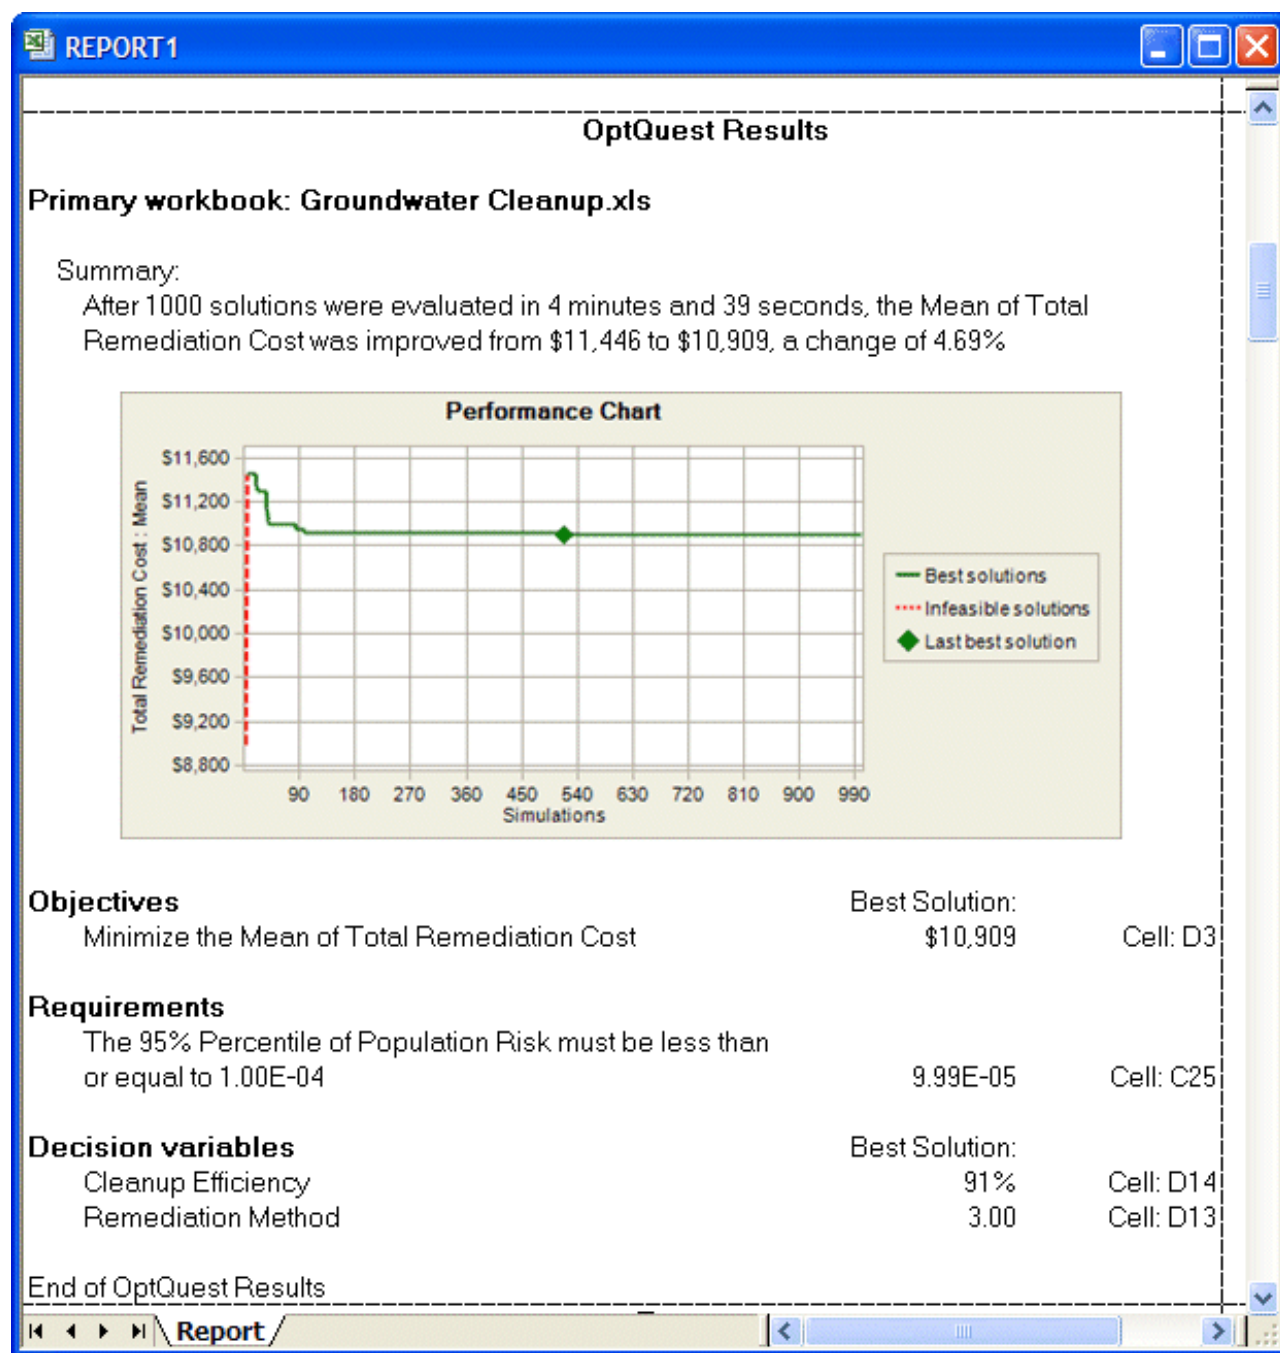 REPORT1
OptQuest Results
Primary workbook: Groundwater Cleanup.xls
Summary:
After 1000 solutions were evaluated in 4 minutes and 39 seconds, the Mean of Total
Remediation Cost was improved from $11,446 to $10,909, a change of 4.69%
Performance Chart
Total Remediation Cost : Mean
$11,600
$11,200
$10,800
$10,400
$10,000
$9,600
$9,200
$8,800
90 180 270 360 450 540 630 720 810 900 990
Simulations
Best solutions
Infeasible solutions
Last best solution
Objectives Best Solution:
Minimize the Mean of Total Remediation Cost $10,909 Cell: D3
Requirements
The 95% Percentile of Population Risk must be less than
or equal to 1.00E-04 9.99E-05 Cell: C25
Decision variables Best Solution:
Cleanup Efficiency 91% Cell: D14
Remediation Method 3.00 Cell: D13
End of OptQuest Results
Report